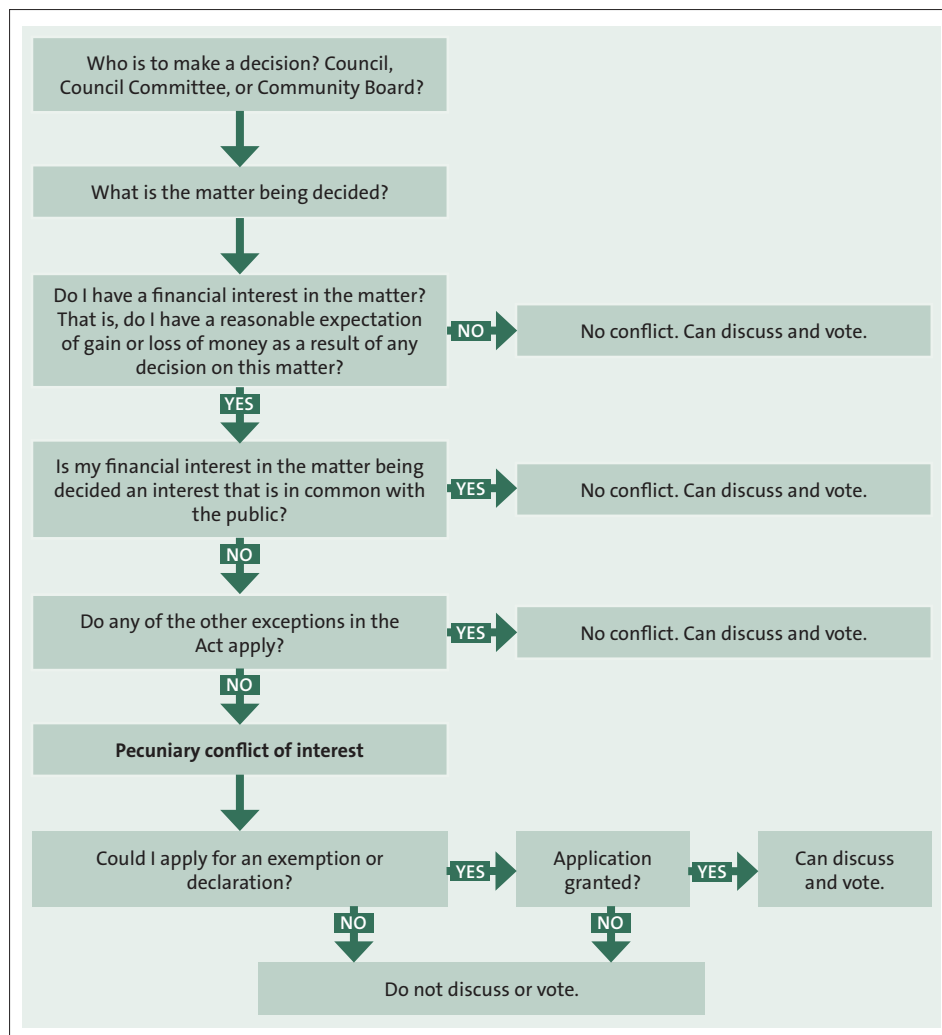 Who is to make a decision? Council,
Council Committee, or Community Board?
What is the matter being decided?
Do I have a financial interest in the matter?
That is, do I have a reasonable expectation
of gain or loss of money as a result of any
decision on this matter?
NO
No conflict. Can discuss and vote.
YES
Is my financial interest in the matter being
decided an interest that is in common with
the public?
YES
No conflict. Can discuss and vote.
NO
Do any of the other exceptions in the
Act apply?
YES
No conflict. Can discuss and vote.
NO
Pecuniary conflict of interest
Could I apply for an exemption or
declaration?
YES
Application
granted?
YES
Can discuss
and vote.
NO
NO
Do not discuss or vote.